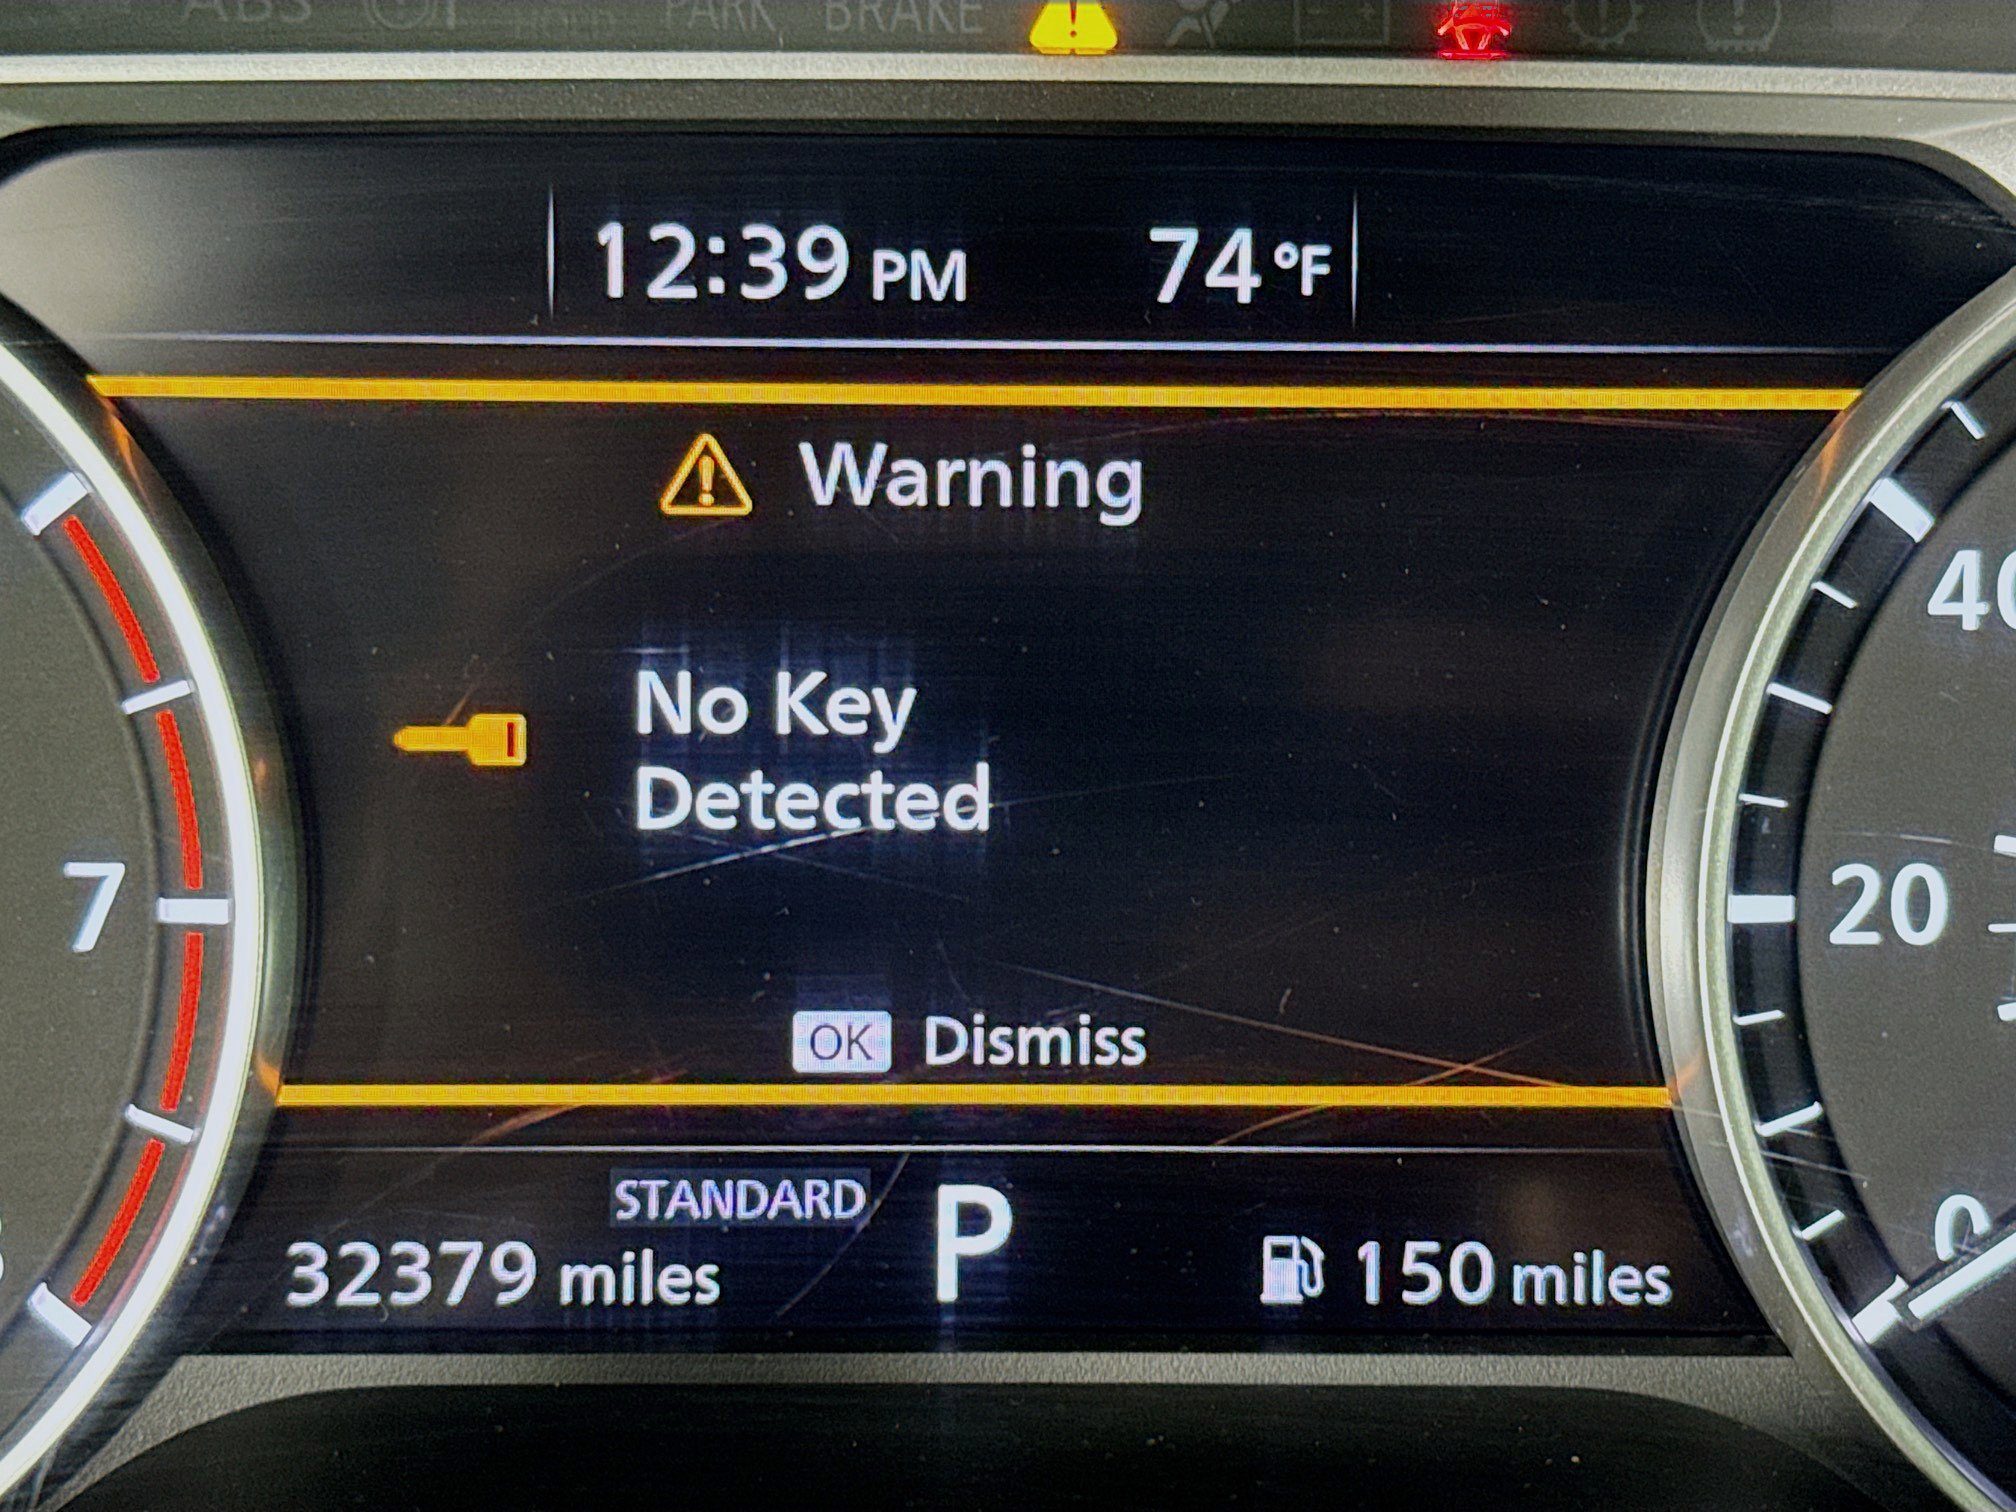 ABS
PARK BRAKE
12:39 PM 74 °F
Warning
No Key
Detected
OK Dismiss
7
40
20
0
STANDARD
P
32379 miles
150 miles